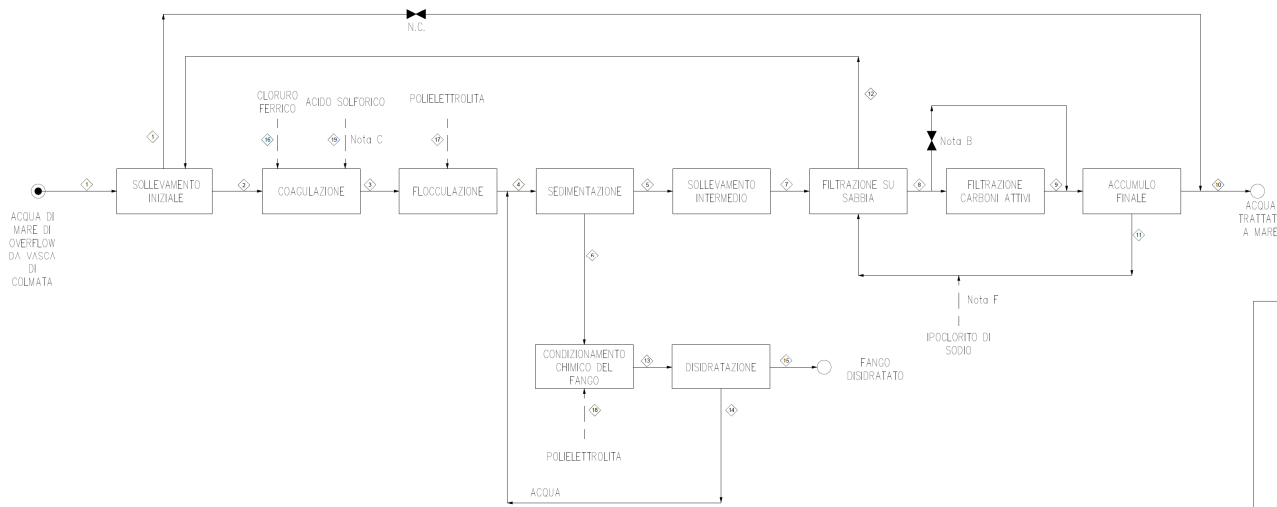 N.C.
12
CLORURO
FERRICO
ACIDO SOLFORICO
POLIELETTROLITA
1
16
19
Nota C
17
Nota B
1
SOLLEVAMENTO
INIZIALE
2
COAGULAZIONE
3
FLOCCULAZIONE
4
SEDIMENTAZIONE
5
SOLLEVAMENTO
INTERMEDIO
7
FILTRAZIONE SU
SABBIA
8
FILTRAZIONE
CARBONI ATTIVI
9
ACCUMULO
FINALE
10
ACQUA DI
MARE DI
OVERFLOW
DA VASCA
DI
COLMATA
ACQUA
TRATTAT
A MARE
11
6
Nota F
IPOCLORITO DI
SODIO
CONDIZIONAMENTO
CHIMICO DEL
FANGO
13
DISIDRATAZIONE
15
FANGO
DISIDRATATO
18
14
POLIELETTROLITA
ACQUA